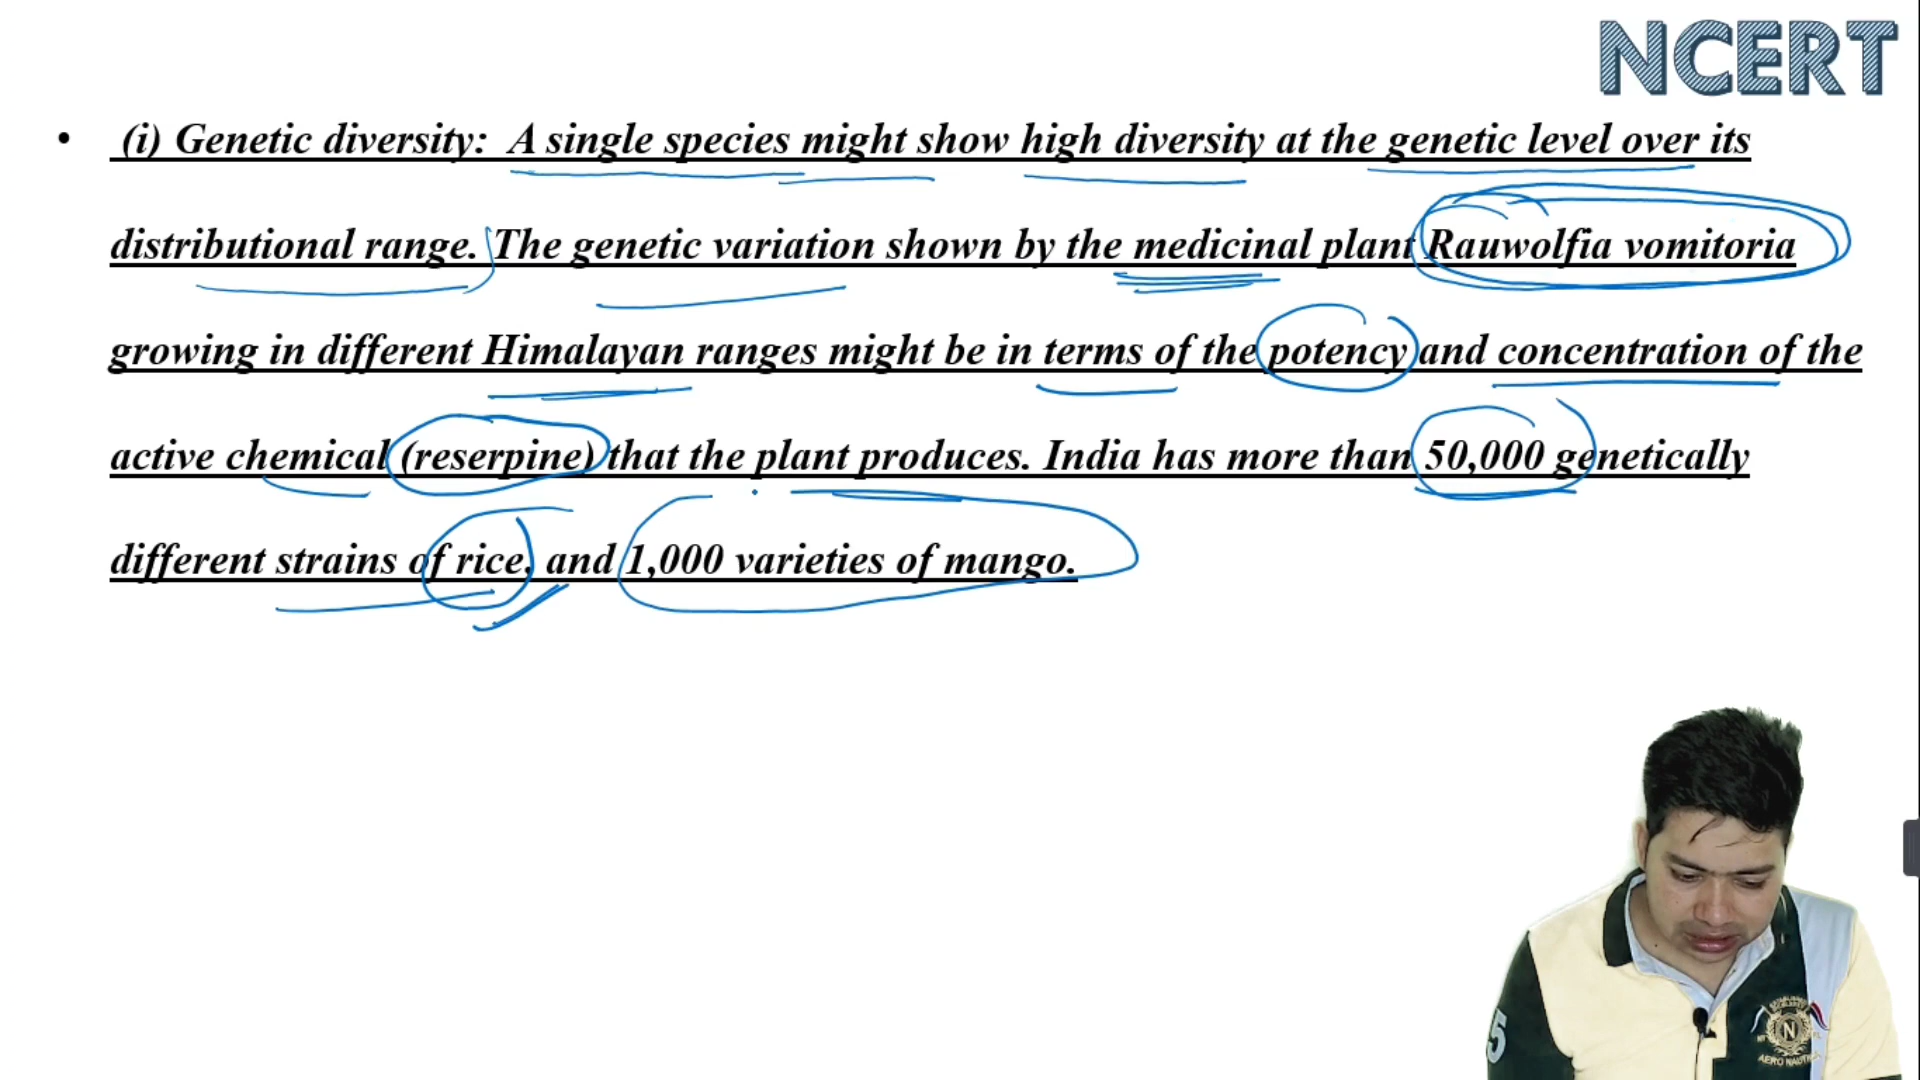 NCERT
• (i) Genetic diversity: A single species might show high diversity at the genetic level over its
distributional range. The genetic variation shown by the medicinal plant Rauwolfia vomitoria
growing in different Himalayan ranges might be in terms of the potency and concentration of the
active chemical (reserpine) that the plant produces. India has more than 50,000 genetically
different strains of rice, and 1,000 varieties of mango.
5
N
AERO NAUTI